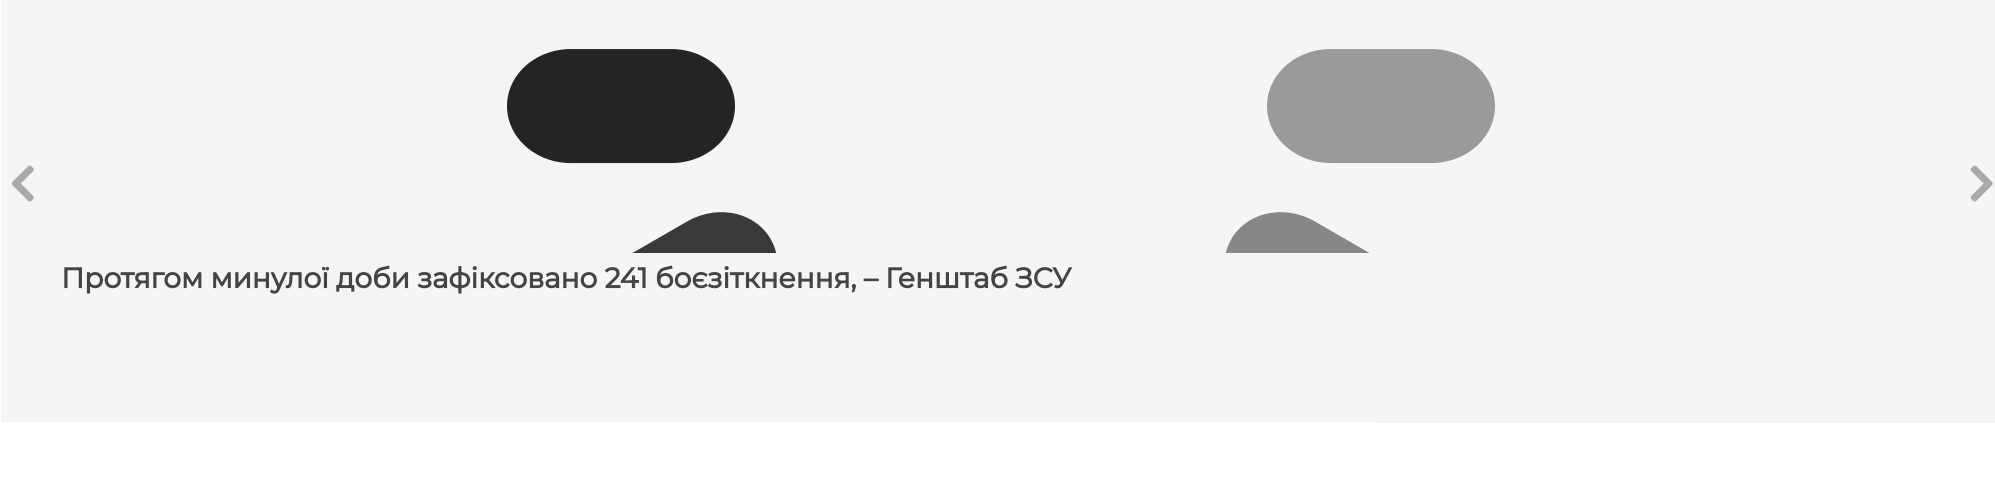 Протягом минулої доби зафіксовано 241 боєзіткнення, – Генштаб ЗСУ